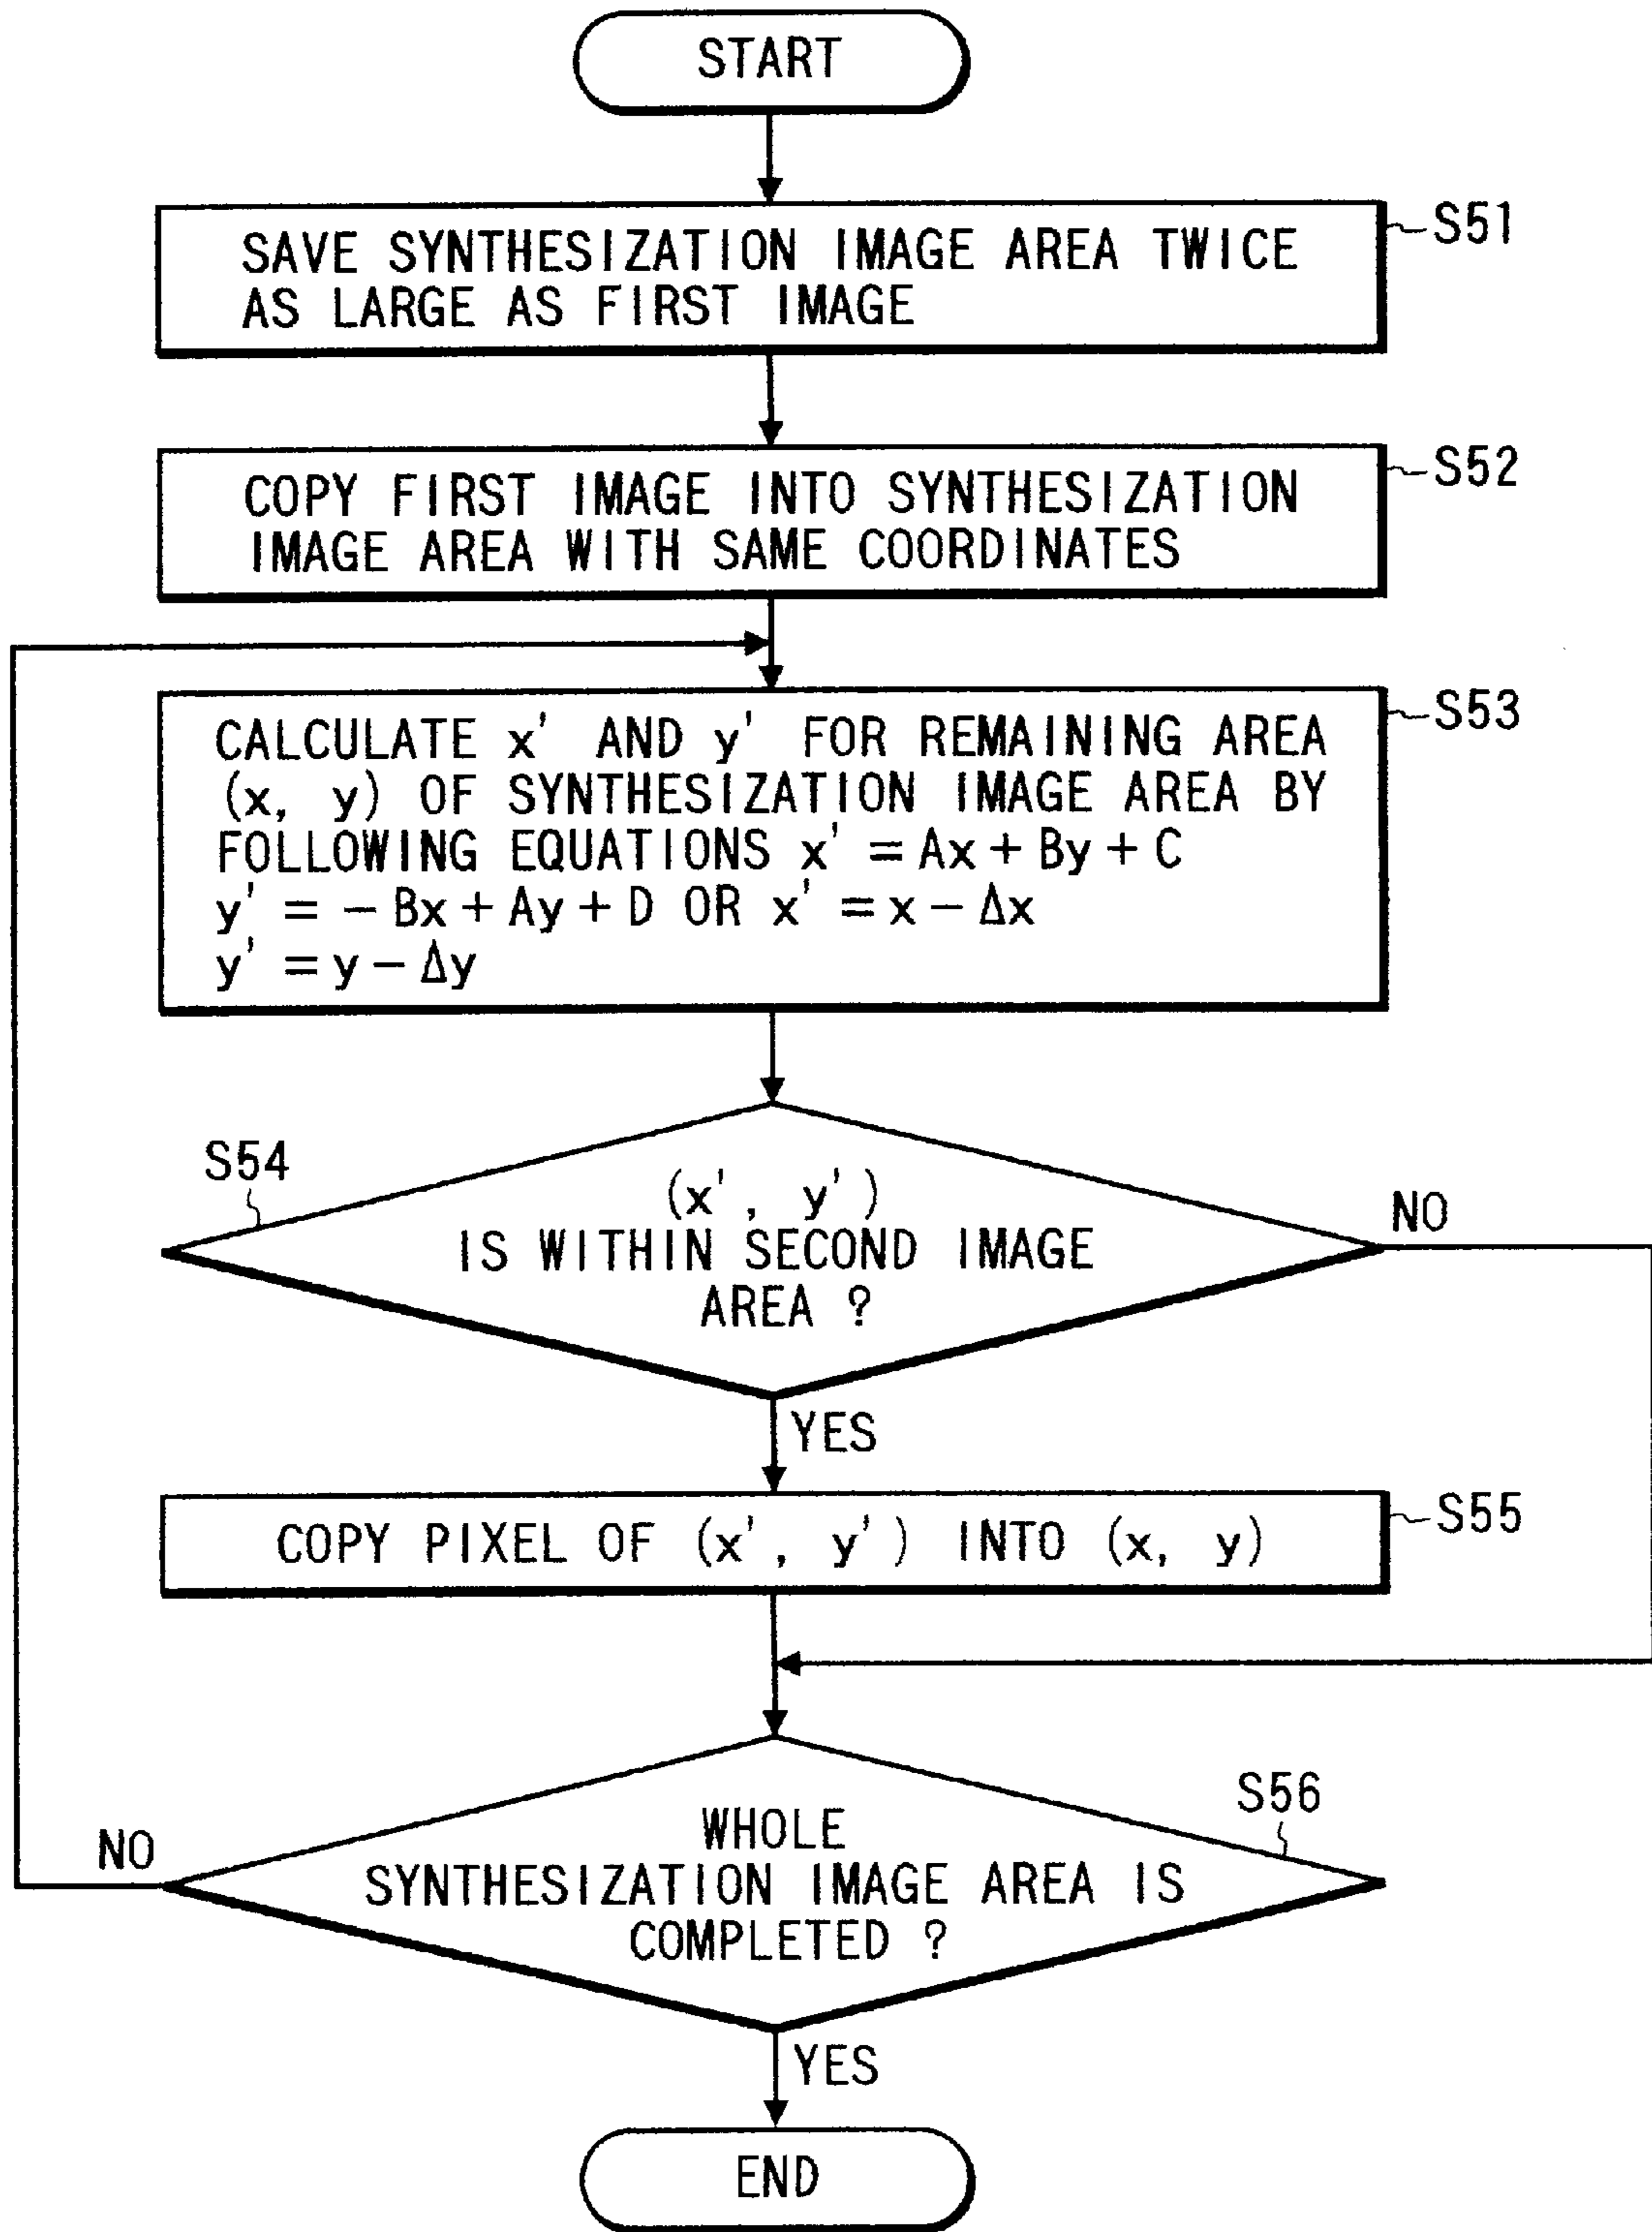 START
S51
SAVE SYNTHESIZATION IMAGE AREA TWICE
AS LARGE AS FIRST IMAGE
S52
COPY FIRST IMAGE INTO SYNTHESIZATION
IMAGE AREA WITH SAME COORDINATES
S53
CALCULATE x' AND y' FOR REMAINING AREA
(x, y) OF SYNTHESIZATION IMAGE AREA BY
FOLLOWING EQUATIONS x' = Ax + By + C
y' = - Bx + Ay + D OR x' = x - Δx
y' = y - Δy
S54
(x', y')
IS WITHIN SECOND IMAGE
AREA ?
NO
YES
S55
COPY PIXEL OF (x', y') INTO (x, y)
S56
WHOLE
SYNTHESIZATION IMAGE AREA IS
COMPLETED ?
NO
YES
END